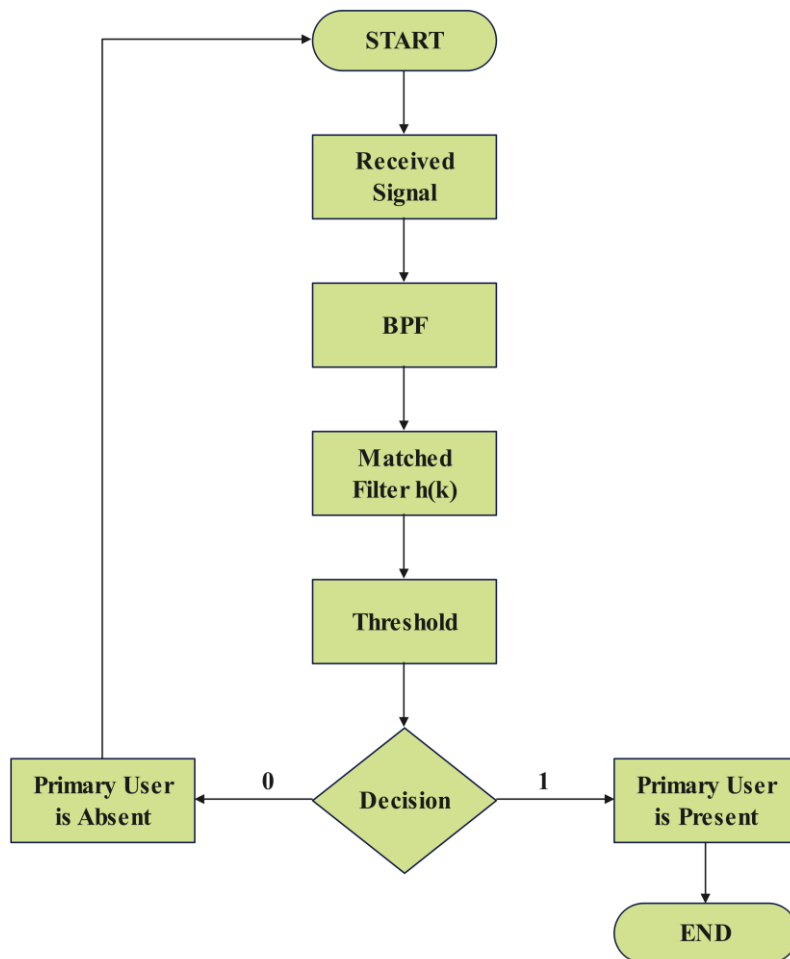 START
Received
Signal
BPF
Matched
Filter h(k)
Threshold
Decision
0
1
Primary User
is Absent
Primary User
is Present
END